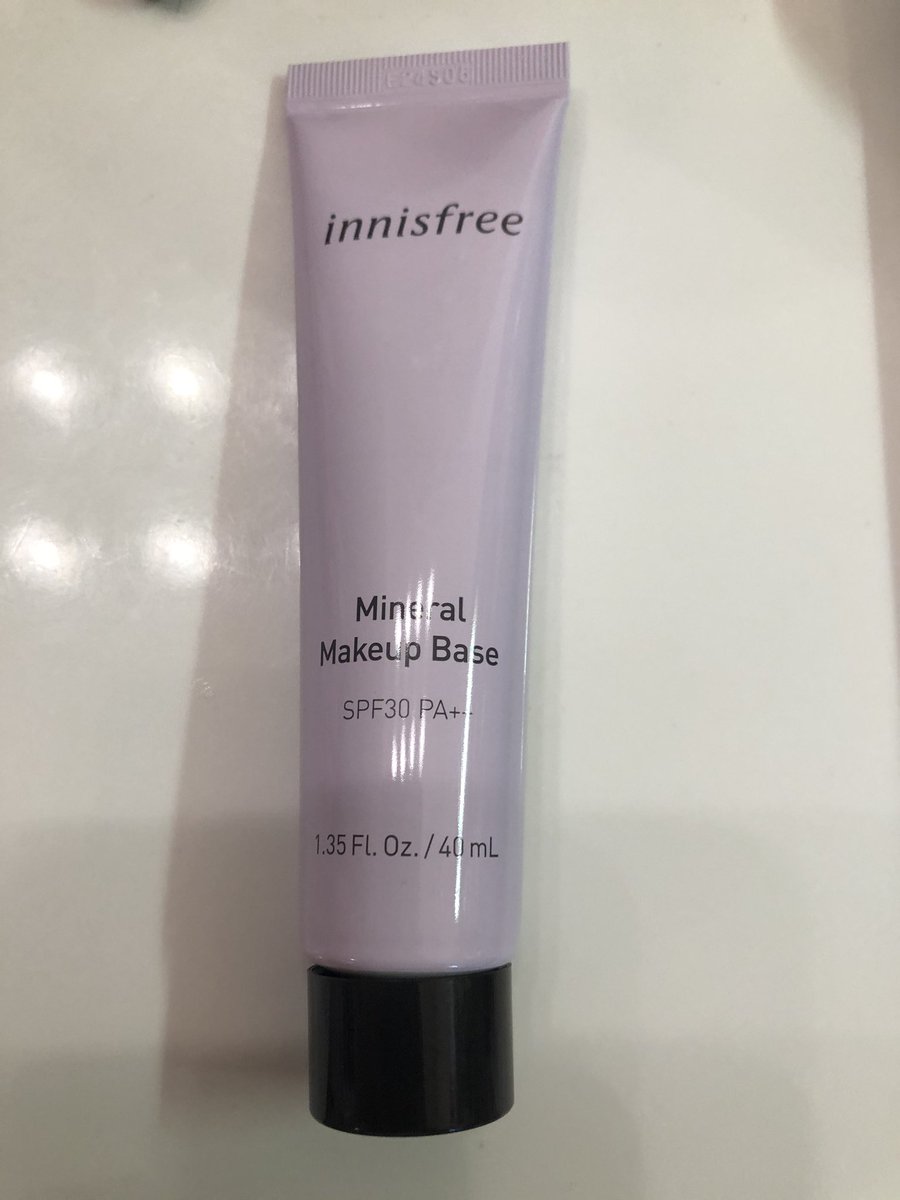 innisfree
Mineral
Makeup Base
SPF30 PA++
1.35 Fl. Oz. / 40 mL